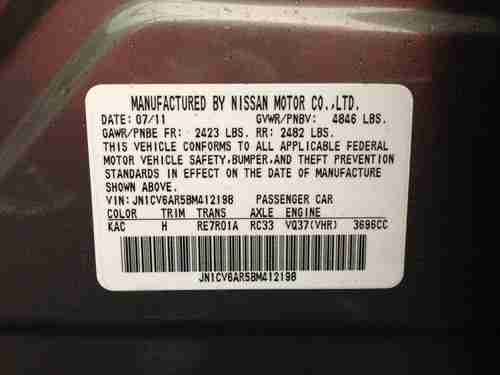 MANUFACTURED BY NISSAN MOTOR CO.,LTD.
DATE: 07/11 GVWR/PNBV: 4846 LBS.
GAWR/PNBE FR: 2423 LBS. RR: 2482 LBS.
THIS VEHICLE CONFORMS TO ALL APPLICABLE FEDERAL
MOTOR VEHICLE SAFETY,BUMPER,AND THEFT PREVENTION
STANDARDS IN EFFECT ON THE DATE OF MANUFACTURE
SHOWN ABOVE.
VIN: JN1CV6AR5BM412198 PASSENGER CAR
COLOR TRIM TRANS AXLE ENGINE
KAC H RE7R01A RC33 VQ37(VHR) 3696CC
JN1CV6AR5BM412198